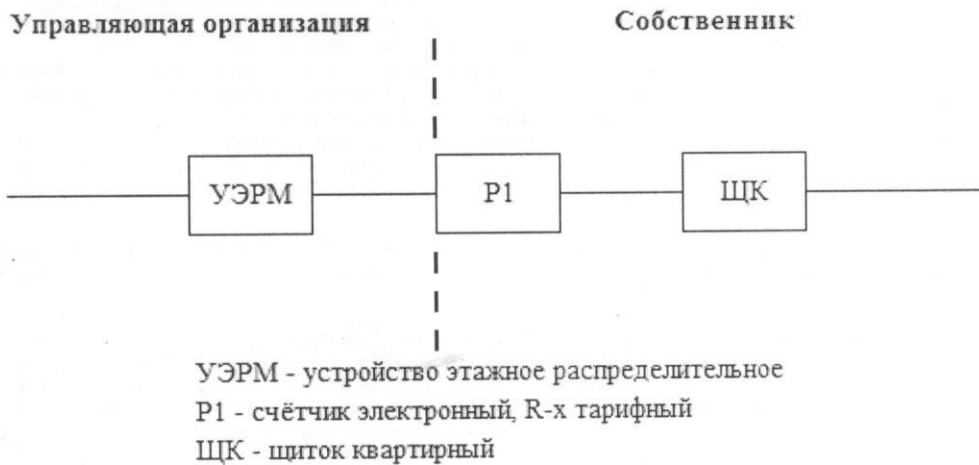 Управляющая организация
Собственник
УЭРМ
Р1
ЩК
УЭРМ - устройство этажное распределительное
Р1 - счётчик электронный, R-х тарифный
ЩК - щиток квартирный